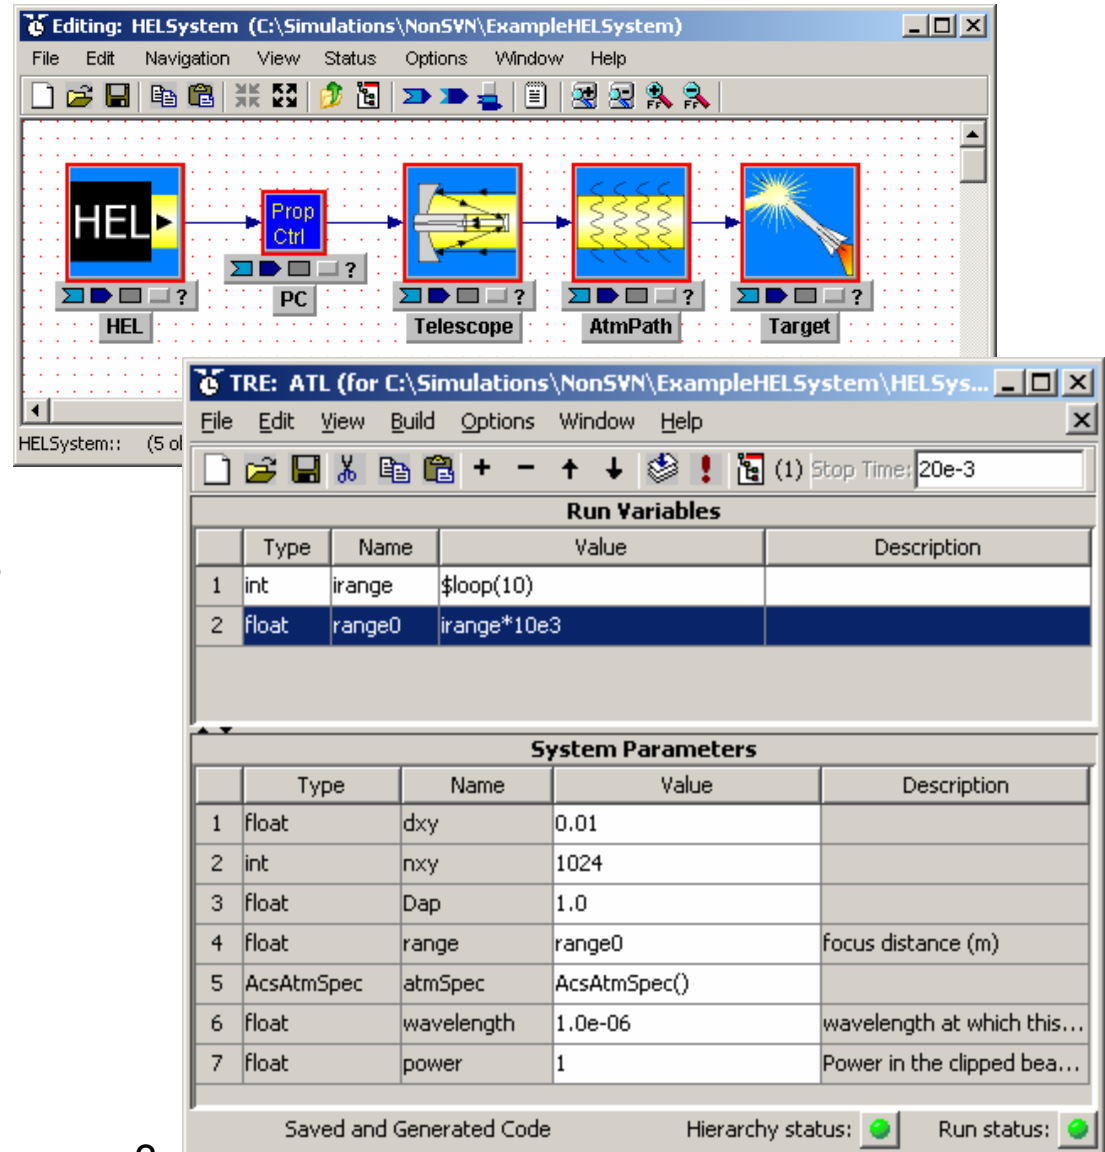 Editing: HELSystem (C:\Simulations\NonSVN\ExampleHELSystem)
File Edit Navigation View Status Options Window Help
HEL
Prop
Ctrl
?
PC
? ? ? ?
HEL Telescope AtmPath Target
HELSystem:: (5 ol
TRE: ATL (for C:\Simulations\NonSVN\ExampleHELSystem\HELSys...
File Edit View Build Options Window Help
(1) Stop Time: 20e-3
Run Variables
Type Name Value Description
1 int irange $loop(10)
2 float range0 irange*10e3
System Parameters
Type Name Value Description
1 float dxy 0.01
2 int nxy 1024
3 float Dap 1.0
4 float range range0 focus distance (m)
5 AcsAtmSpec atmSpec AcsAtmSpec()
6 float wavelength 1.0e-06 wavelength at which this...
7 float power 1 Power in the clipped bea...
Saved and Generated Code Hierarchy status: Run status: